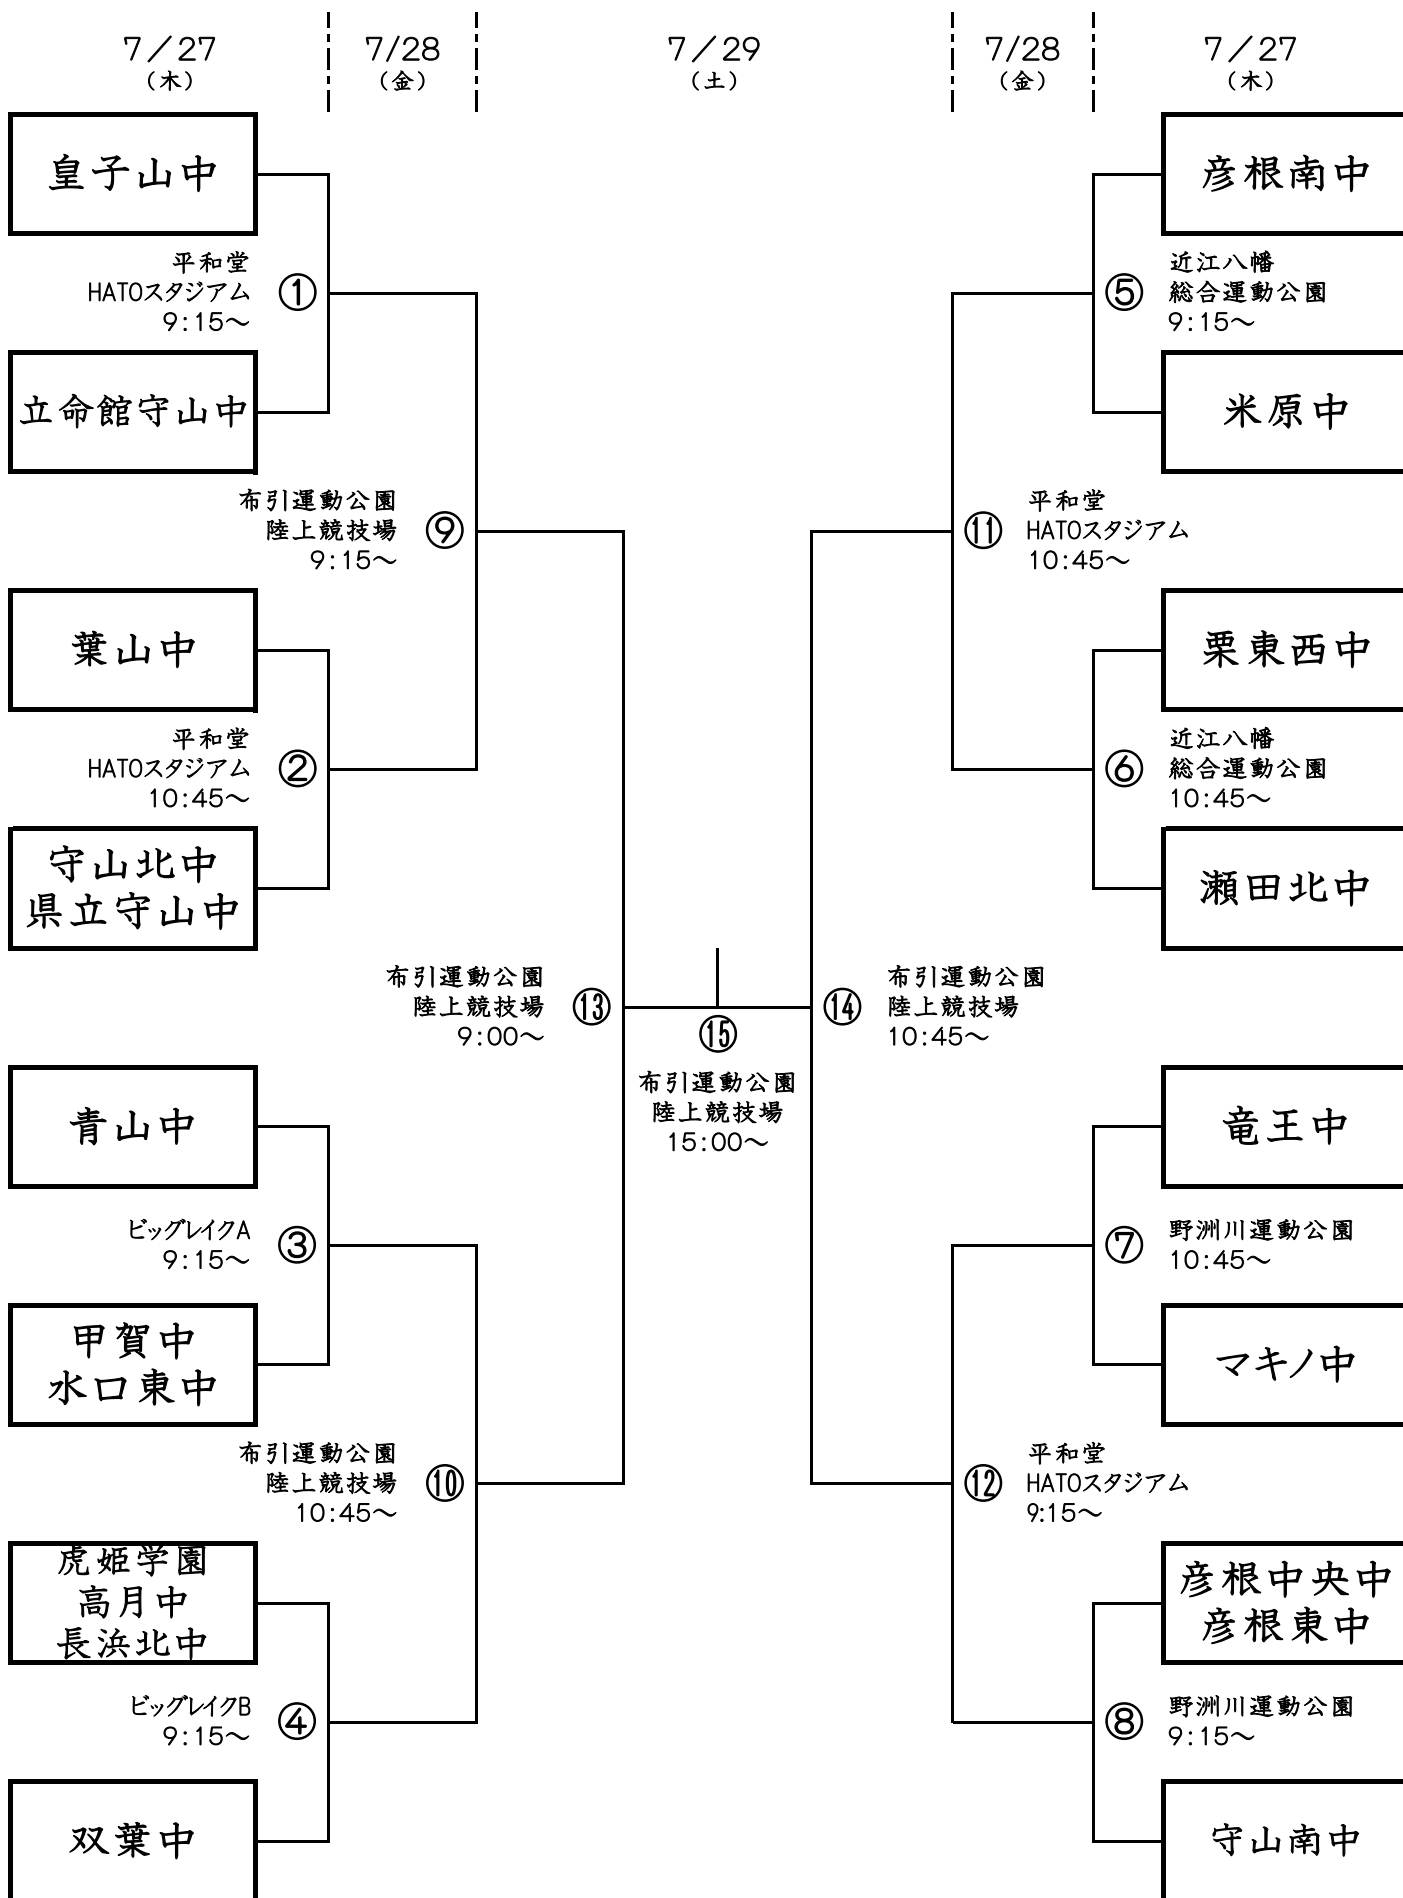 7／27
（木）
7/28
（金）
7／29
（土）
7/28
（金）
7／27
（木）
皇子山中
平和堂
HATOスタジアム
9:15～
①
立命館守山中
布引運動公園
陸上競技場
9:15～
⑨
葉山中
平和堂
HATOスタジアム
10:45～
②
守山北中
県立守山中
布引運動公園
陸上競技場
9:00～
⑬
青山中
ビッグレイクA
9:15～
③
甲賀中
水口東中
布引運動公園
陸上競技場
10:45～
⑩
虎姫学園
高月中
長浜北中
ビッグレイクB
9:15～
④
双葉中
⑮
布引運動公園
陸上競技場
15:00～
彦根南中
⑤
近江八幡
総合運動公園
9:15～
米原中
⑪
平和堂
HATOスタジアム
10:45～
栗東西中
⑥
近江八幡
総合運動公園
10:45～
瀬田北中
⑭
布引運動公園
陸上競技場
10:45～
竜王中
⑦
野洲川運動公園
10:45～
マキノ中
⑫
平和堂
HATOスタジアム
9:15～
彦根中央中
彦根東中
⑧
野洲川運動公園
9:15～
守山南中